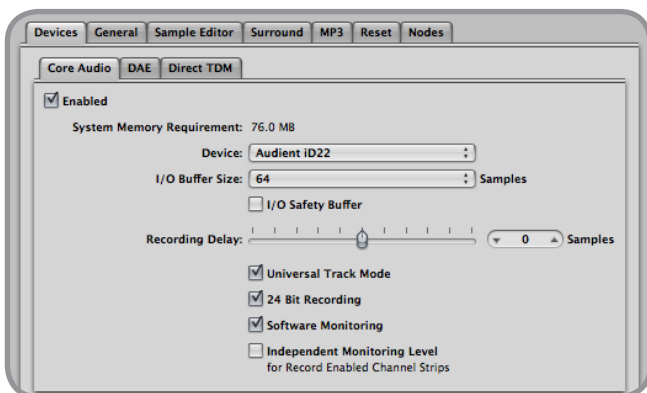 Devices General Sample Editor Surround MP3 Reset Nodes
Core Audio DAE Direct TDM
Enabled
System Memory Requirement: 76.0 MB
Device: Audient iD22
I/O Buffer Size: 64 Samples
I/O Safety Buffer
Recording Delay: 0 Samples
Universal Track Mode
24 Bit Recording
Software Monitoring
Independent Monitoring Level
for Record Enabled Channel Strips